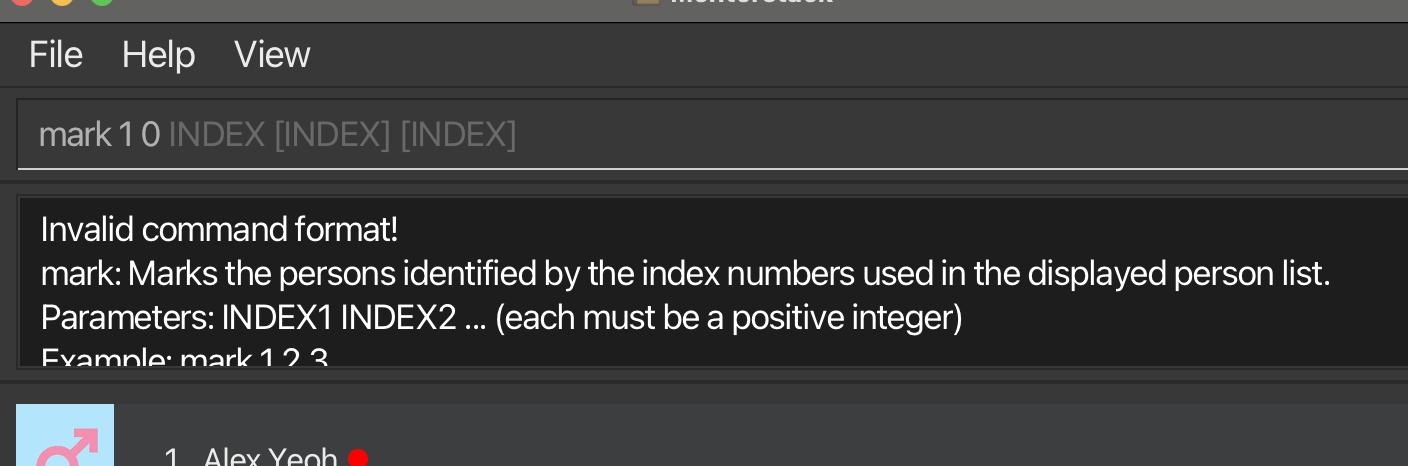 File Help View
mark 1 0 INDEX [INDEX] [INDEX]
Invalid command format!
mark: Marks the persons identified by the index numbers used in the displayed person list.
Parameters: INDEX1 INDEX2 ... (each must be a positive integer)
Example: mark 1 2 3
1. Alex Yeoh